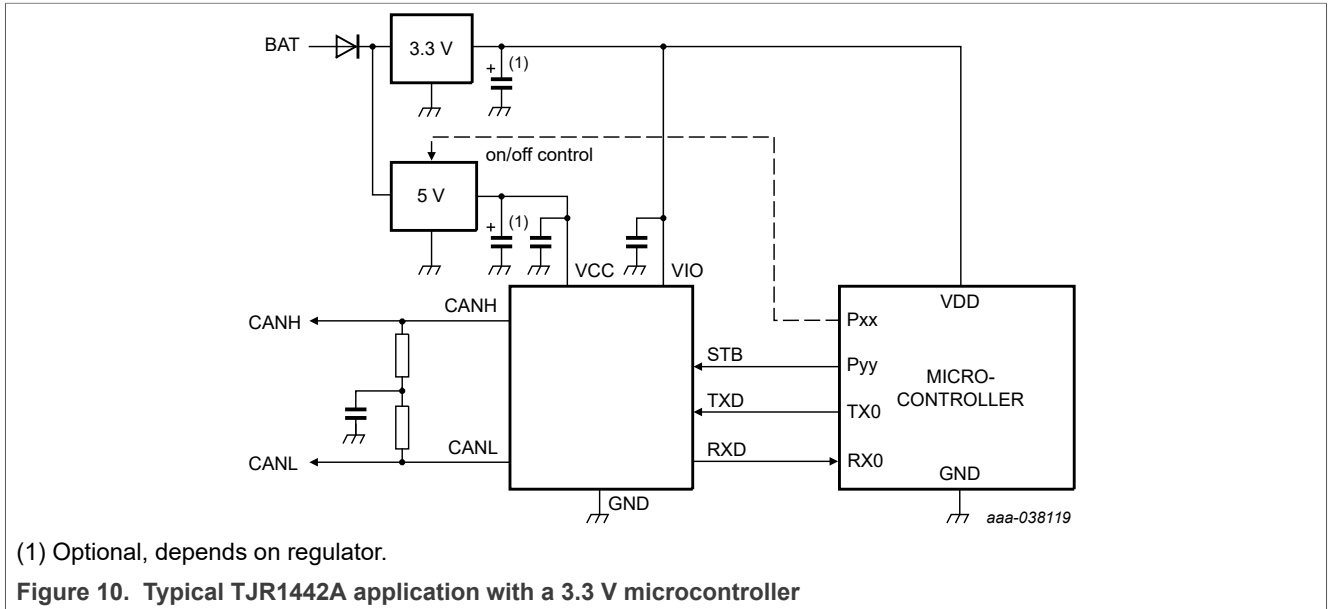 BAT
3.3 V
+ (1)
on/off control
5 V
+ (1)
VCC
VIO
VDD
CANH
CANH
Pxx
STB
Pyy
MICRO-
CONTROLLER
TXD
TX0
CANL
CANL
RXD
RX0
GND
GND
aaa-038119
(1) Optional, depends on regulator.
Figure 10. Typical TJR1442A application with a 3.3 V microcontroller